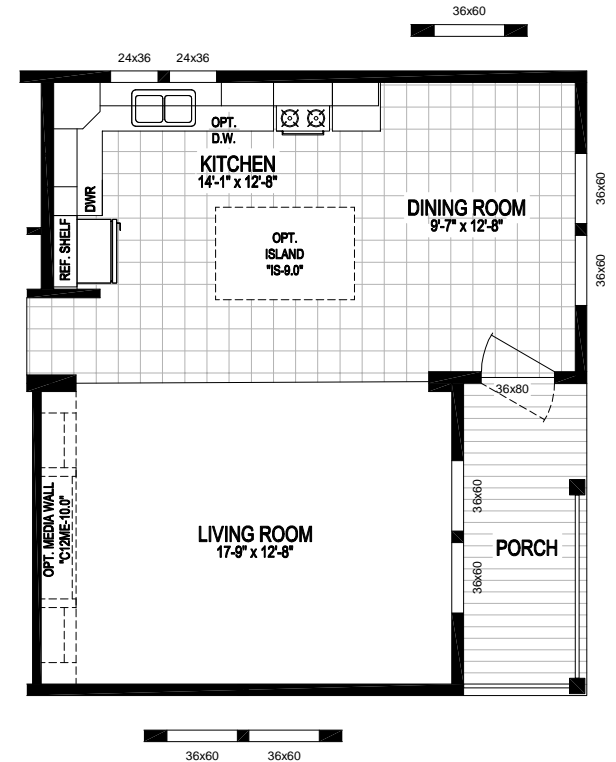 36x60
24x36 24x36
OPT.
D.W.
KITCHEN
14'-1" x 12'-8"
DWR
REF. SHELF
OPT.
ISLAND
"IS-9.0"
DINING ROOM
9'-7" x 12'-8"
36x60
36x60
36x80
OPT. MEDIA WALL
"C12ME-10.0"
LIVING ROOM
17'-9" x 12'-8"
36x60
36x60
PORCH
36x60 36x60